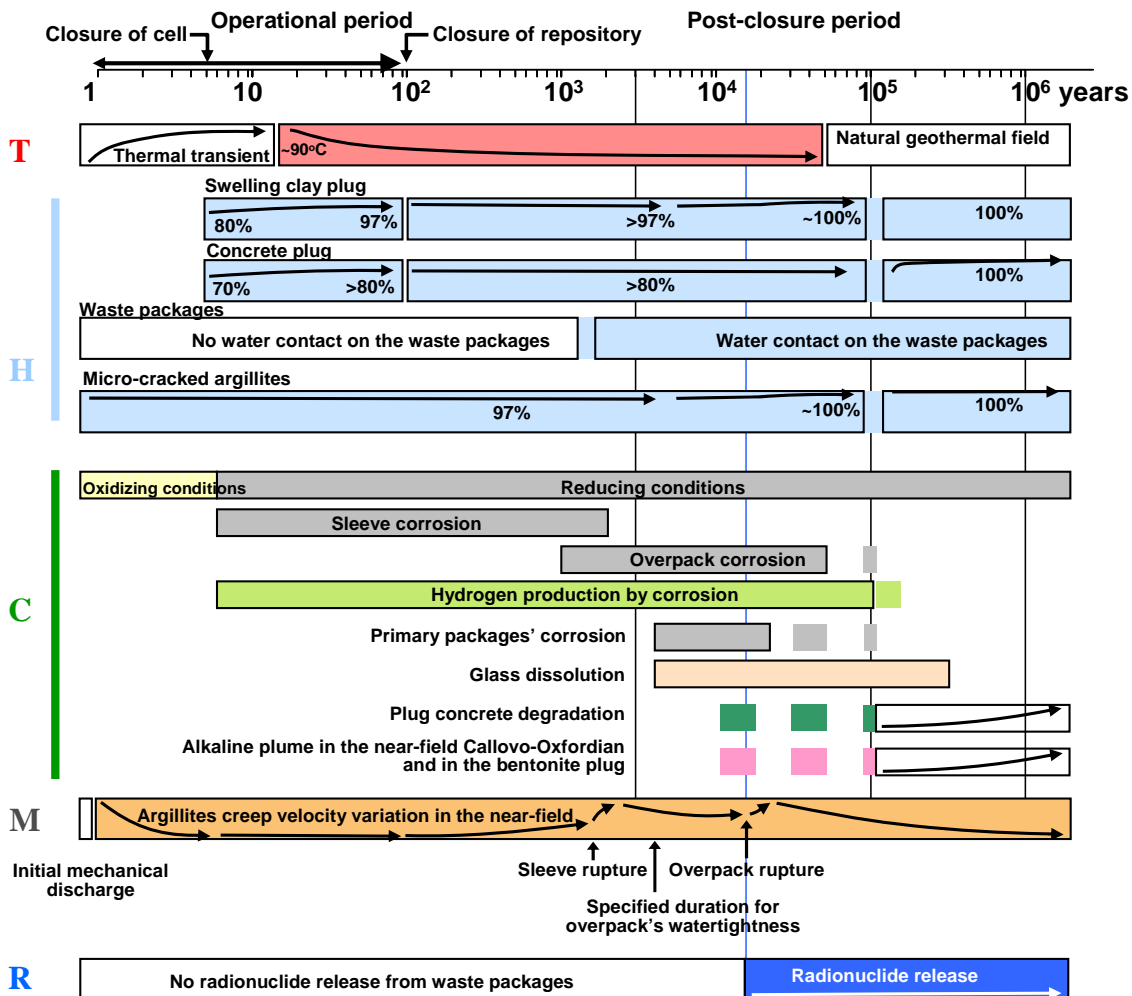 Operational period
Post-closure period
Closure of cell
Closure of repository
1 10 10² 10³ 10⁴ 10⁵ 10⁶ years
T
Thermal transient
~90°C
Natural geothermal field
Swelling clay plug
80% 97% >97% ~100% 100%
Concrete plug
70% >80% >80% 100%
Waste packages
No water contact on the waste packages
Water contact on the waste packages
H
Micro-cracked argillites
97% ~100% 100%
Oxidizing conditions
Reducing conditions
Sleeve corrosion
Overpack corrosion
Hydrogen production by corrosion
C
Primary packages’ corrosion
Glass dissolution
Plug concrete degradation
Alkaline plume in the near-field Callovo-Oxfordian
and in the bentonite plug
M
Argillites creep velocity variation in the near-field
Initial mechanical
discharge
Sleeve rupture
Overpack rupture
Specified duration for
overpack’s watertightness
R
No radionuclide release from waste packages
Radionuclide release